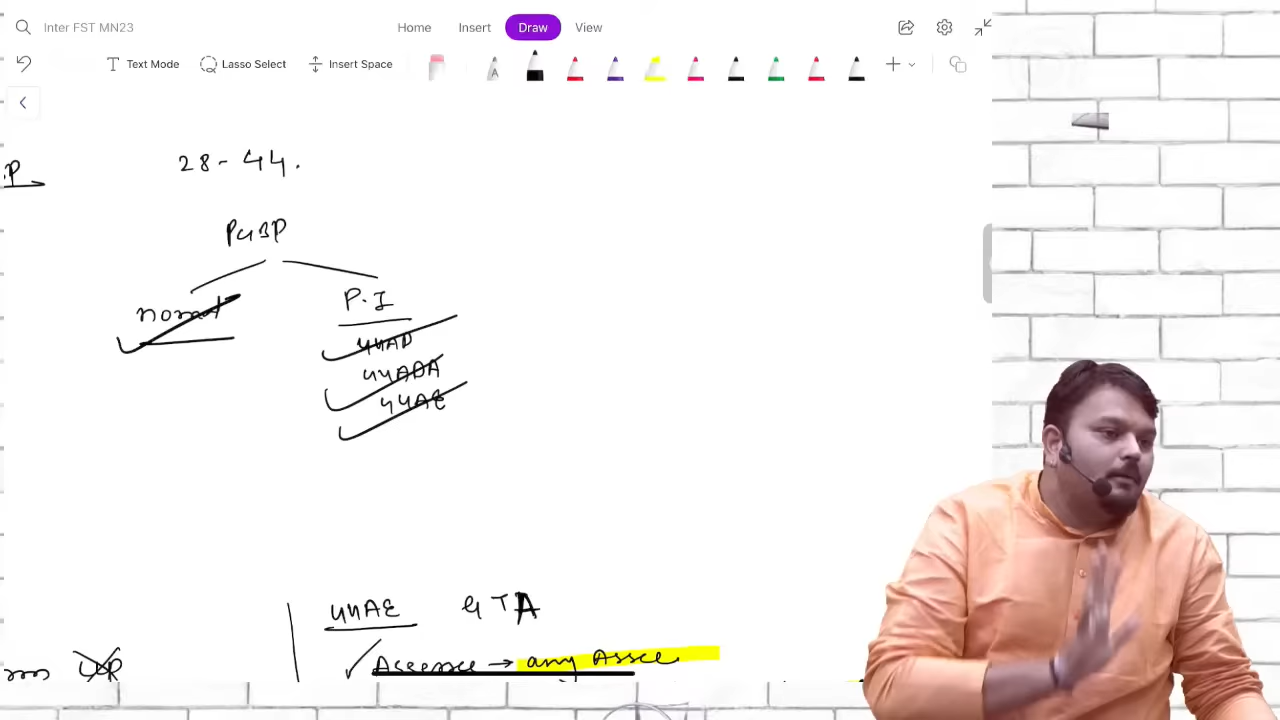 Inter FST MN23
Home
Insert
Draw
View
Text Mode
Lasso Select
Insert Space
A
.P
28 - 44.
PGBP
normal
P.I
44AD
44ADA
44AE
44AE GTA
Assessee → any Assee.